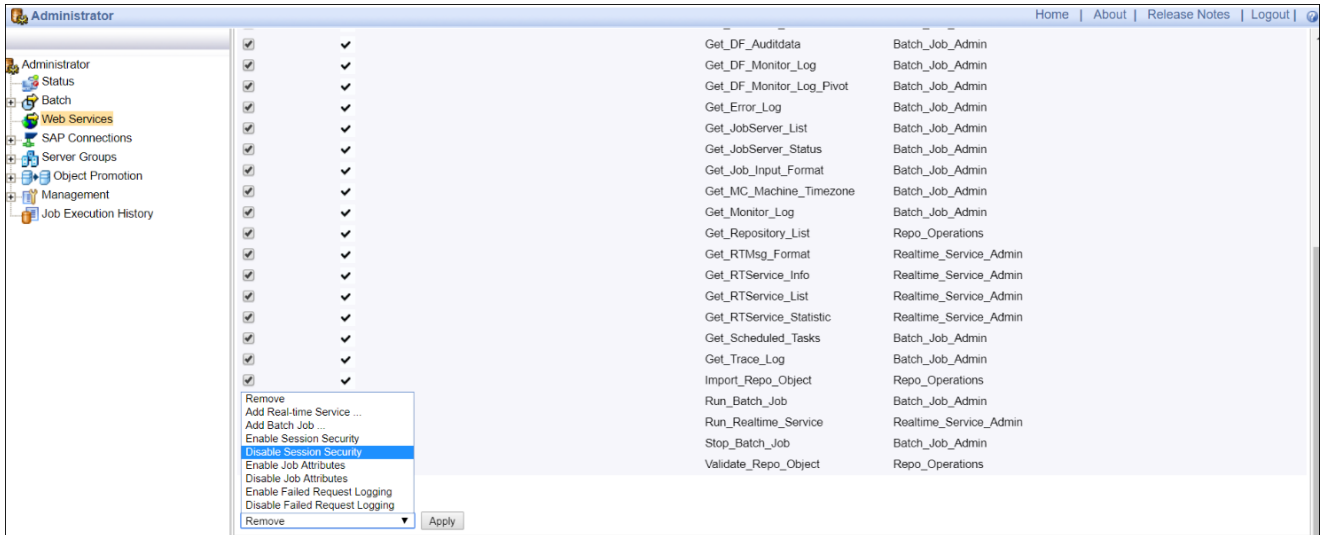 Administrator
Home | About | Release Notes | Logout |
Administrator
Status
Batch
Web Services
SAP Connections
Server Groups
Object Promotion
Management
Job Execution History
Get_DF_Auditdata Batch_Job_Admin
Get_DF_Monitor_Log Batch_Job_Admin
Get_DF_Monitor_Log_Pivot Batch_Job_Admin
Get_Error_Log Batch_Job_Admin
Get_JobServer_List Batch_Job_Admin
Get_JobServer_Status Batch_Job_Admin
Get_Job_Input_Format Batch_Job_Admin
Get_MC_Machine_Timezone Batch_Job_Admin
Get_Monitor_Log Batch_Job_Admin
Get_Repository_List Repo_Operations
Get_RTMsg_Format Realtime_Service_Admin
Get_RTService_Info Realtime_Service_Admin
Get_RTService_List Realtime_Service_Admin
Get_RTService_Statistic Realtime_Service_Admin
Get_Scheduled_Tasks Batch_Job_Admin
Get_Trace_Log Batch_Job_Admin
Import_Repo_Object Repo_Operations
Run_Batch_Job Batch_Job_Admin
Run_Realtime_Service Realtime_Service_Admin
Stop_Batch_Job Batch_Job_Admin
Validate_Repo_Object Repo_Operations
Remove
Add Real-time Service ...
Add Batch Job ...
Enable Session Security
Disable Session Security
Enable Job Attributes
Disable Job Attributes
Enable Failed Request Logging
Disable Failed Request Logging
Remove Apply